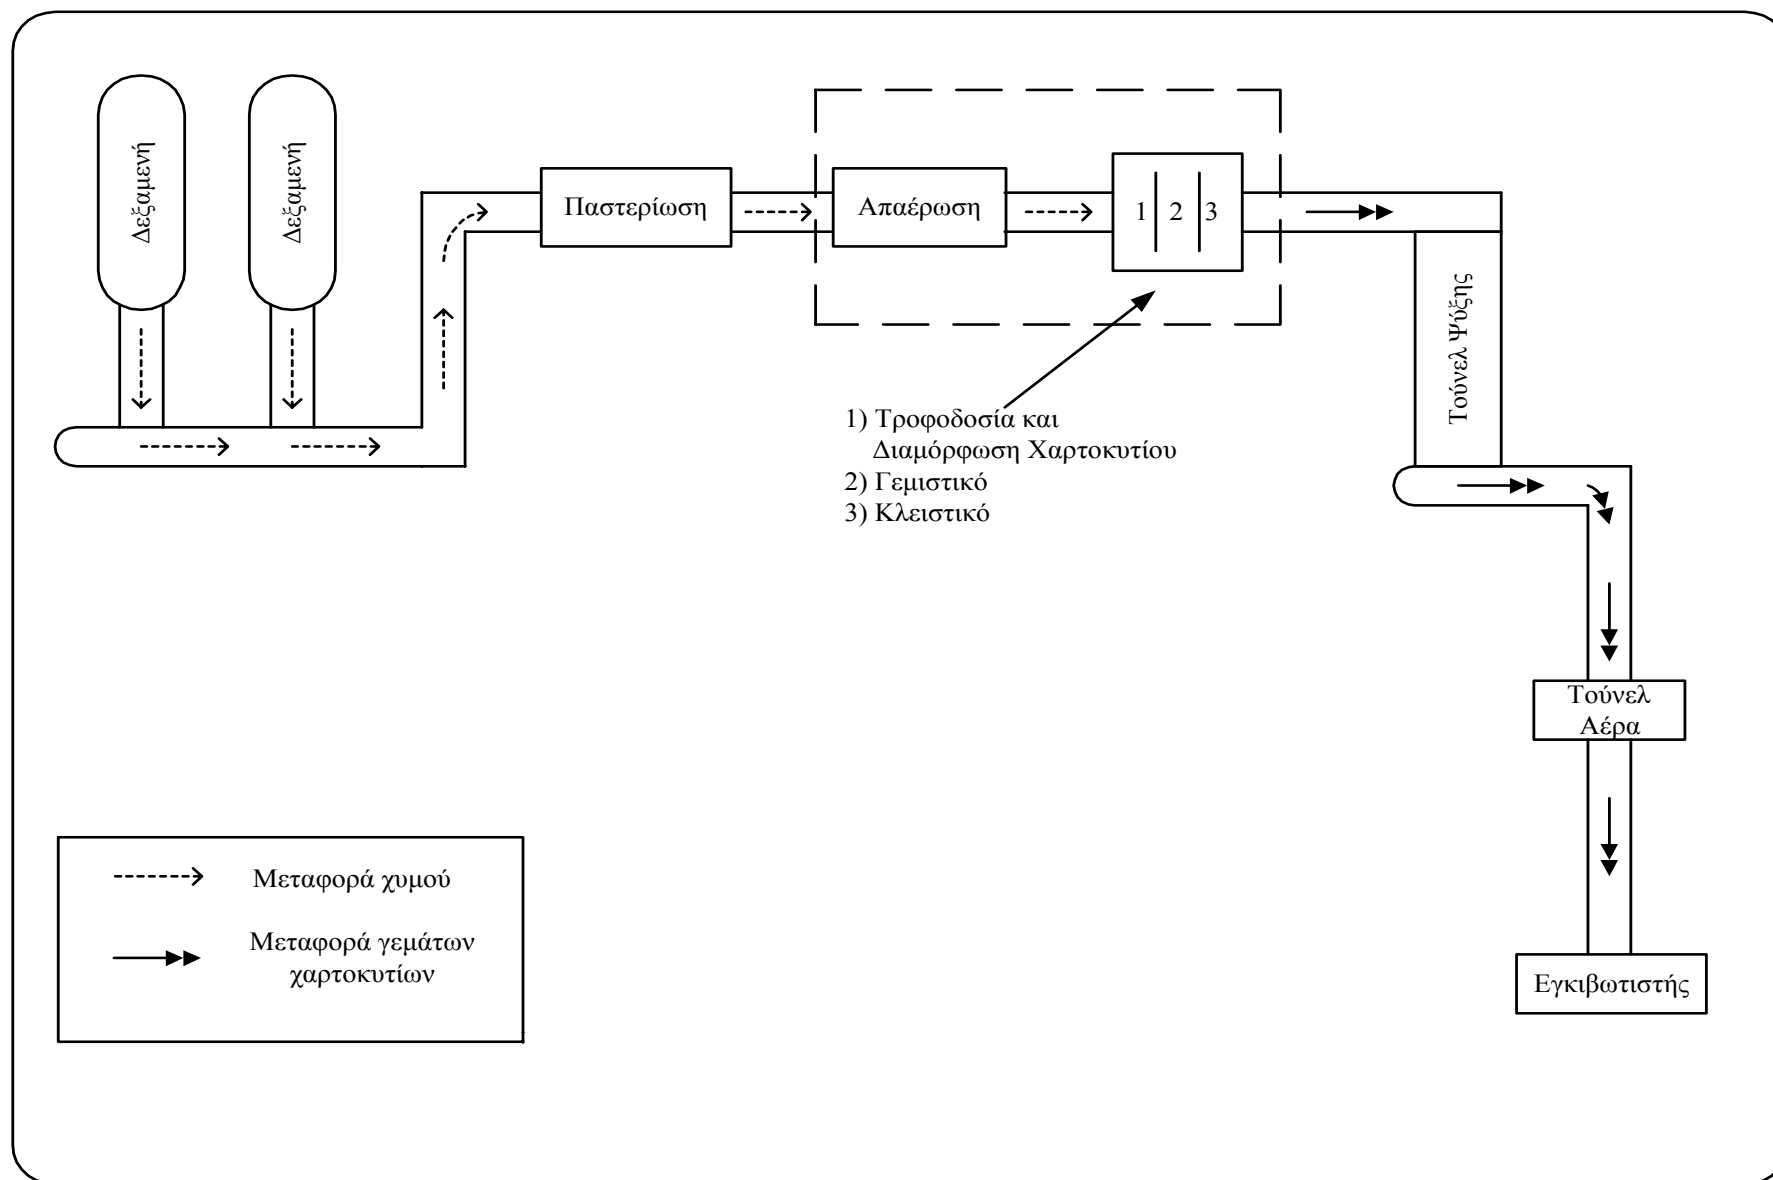 Δεξαμενή
Δεξαμενή
Παστερίωση
Απαέρωση
1 2 3
Τούνελ Ψύξης
1) Τροφοδοσία και
Διαμόρφωση Χαρτοκυτίου
2) Γεμιστικό
3) Κλειστικό
Τούνελ
Αέρα
Εγκιβωτιστής
Μεταφορά χυμού
Μεταφορά γεμάτων
χαρτοκυτίων